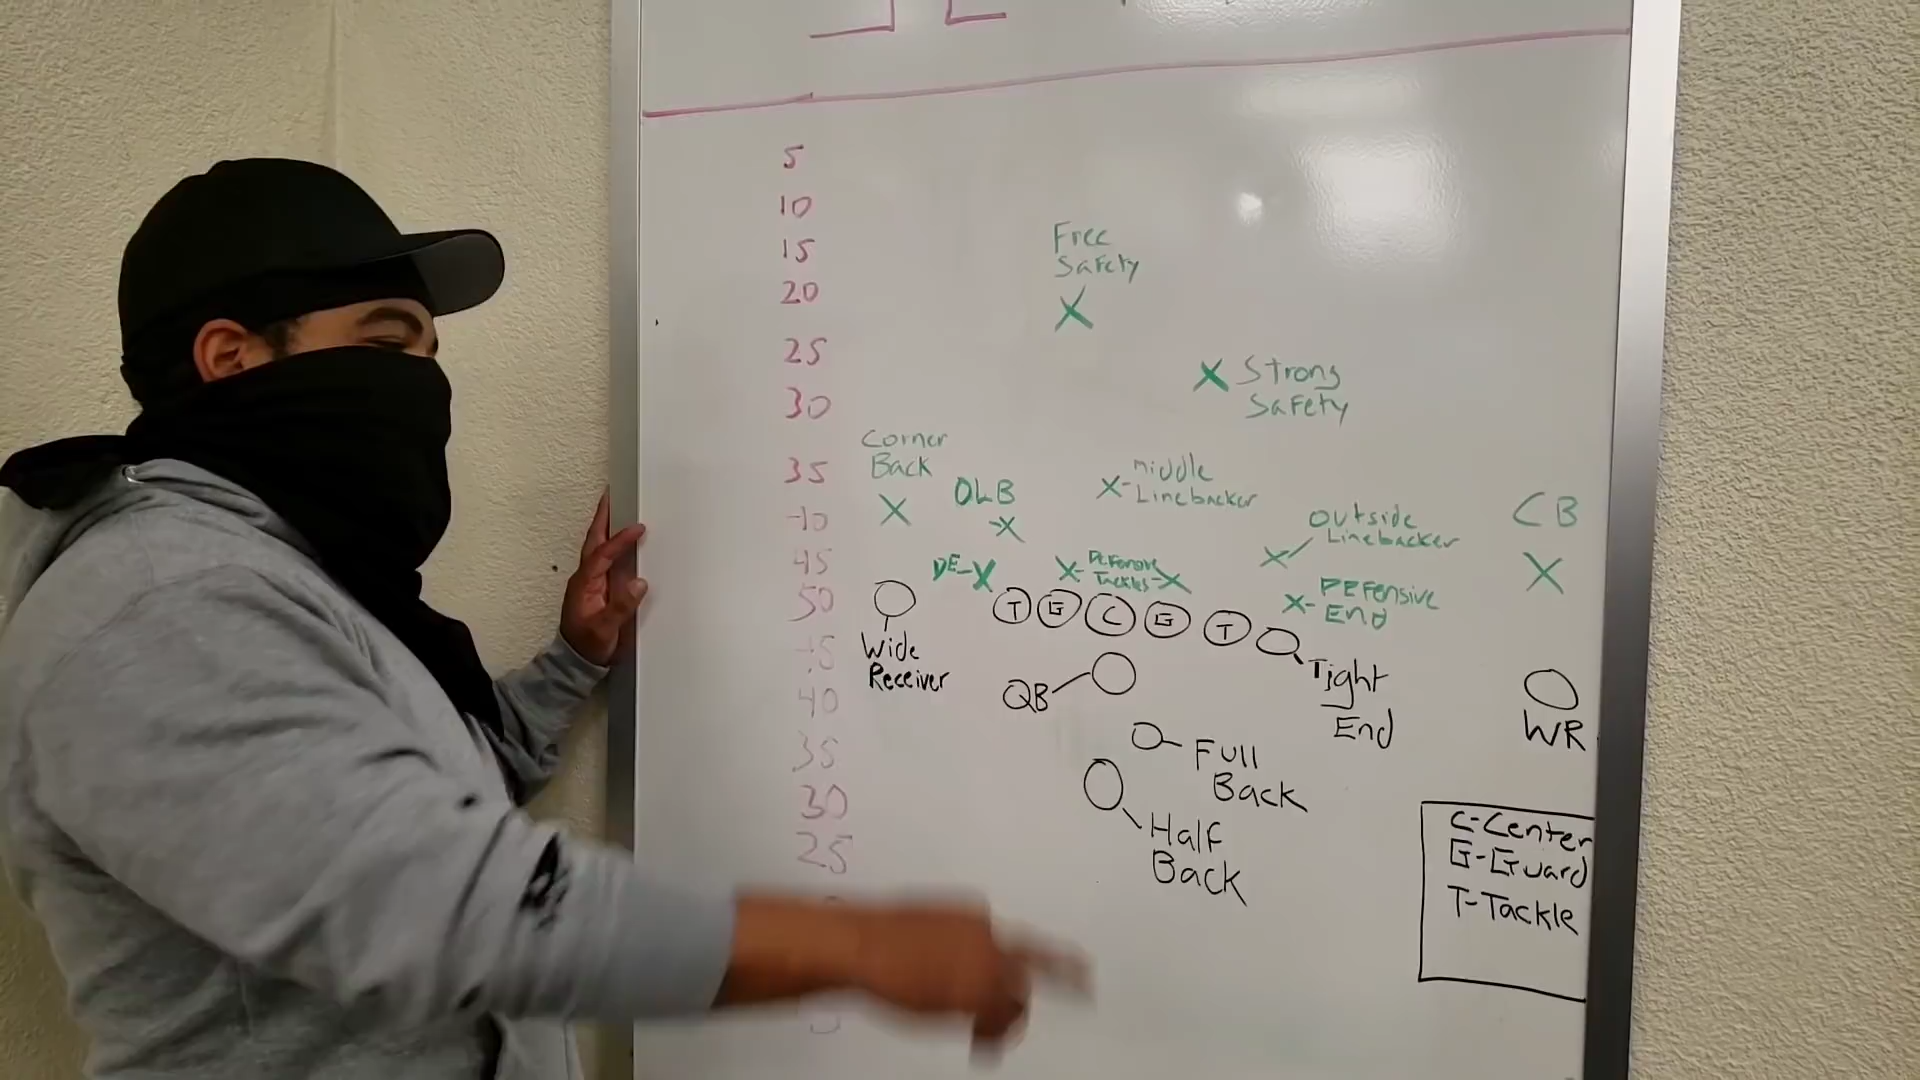 5
10
15
20
25
30
35
40
45
50
45
40
35
30
25
Free
Safety
X
X Strong
Safety
Corner
Back
X
OLB
-X
X- Middle
Linebacker
Outside
Linebacker
X
CB
X
DE-X
X- Defensive
Tackles -X
X- Defensive
End
T G C G T
Wide
Receiver
QB
Tight
End
WR
Full
Back
Half
Back
C-Center
G-Guard
T-Tackle